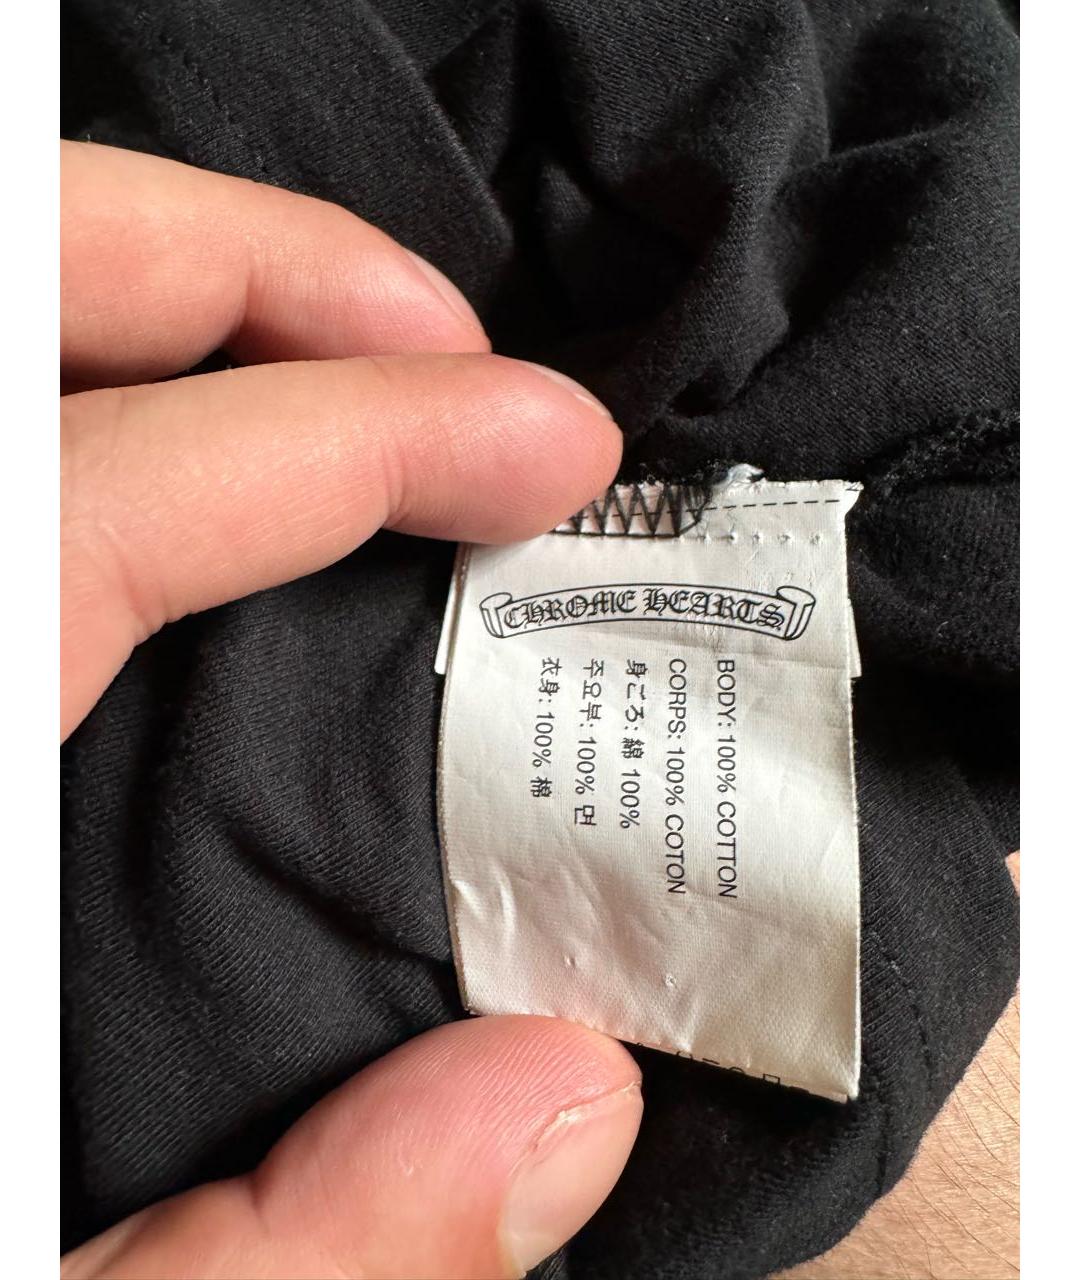 CHROME HEARTS
BODY: 100% COTTON
CORPS: 100% COTON
身ごろ: 綿 100%
주요부: 100% 면
衣身: 100% 棉